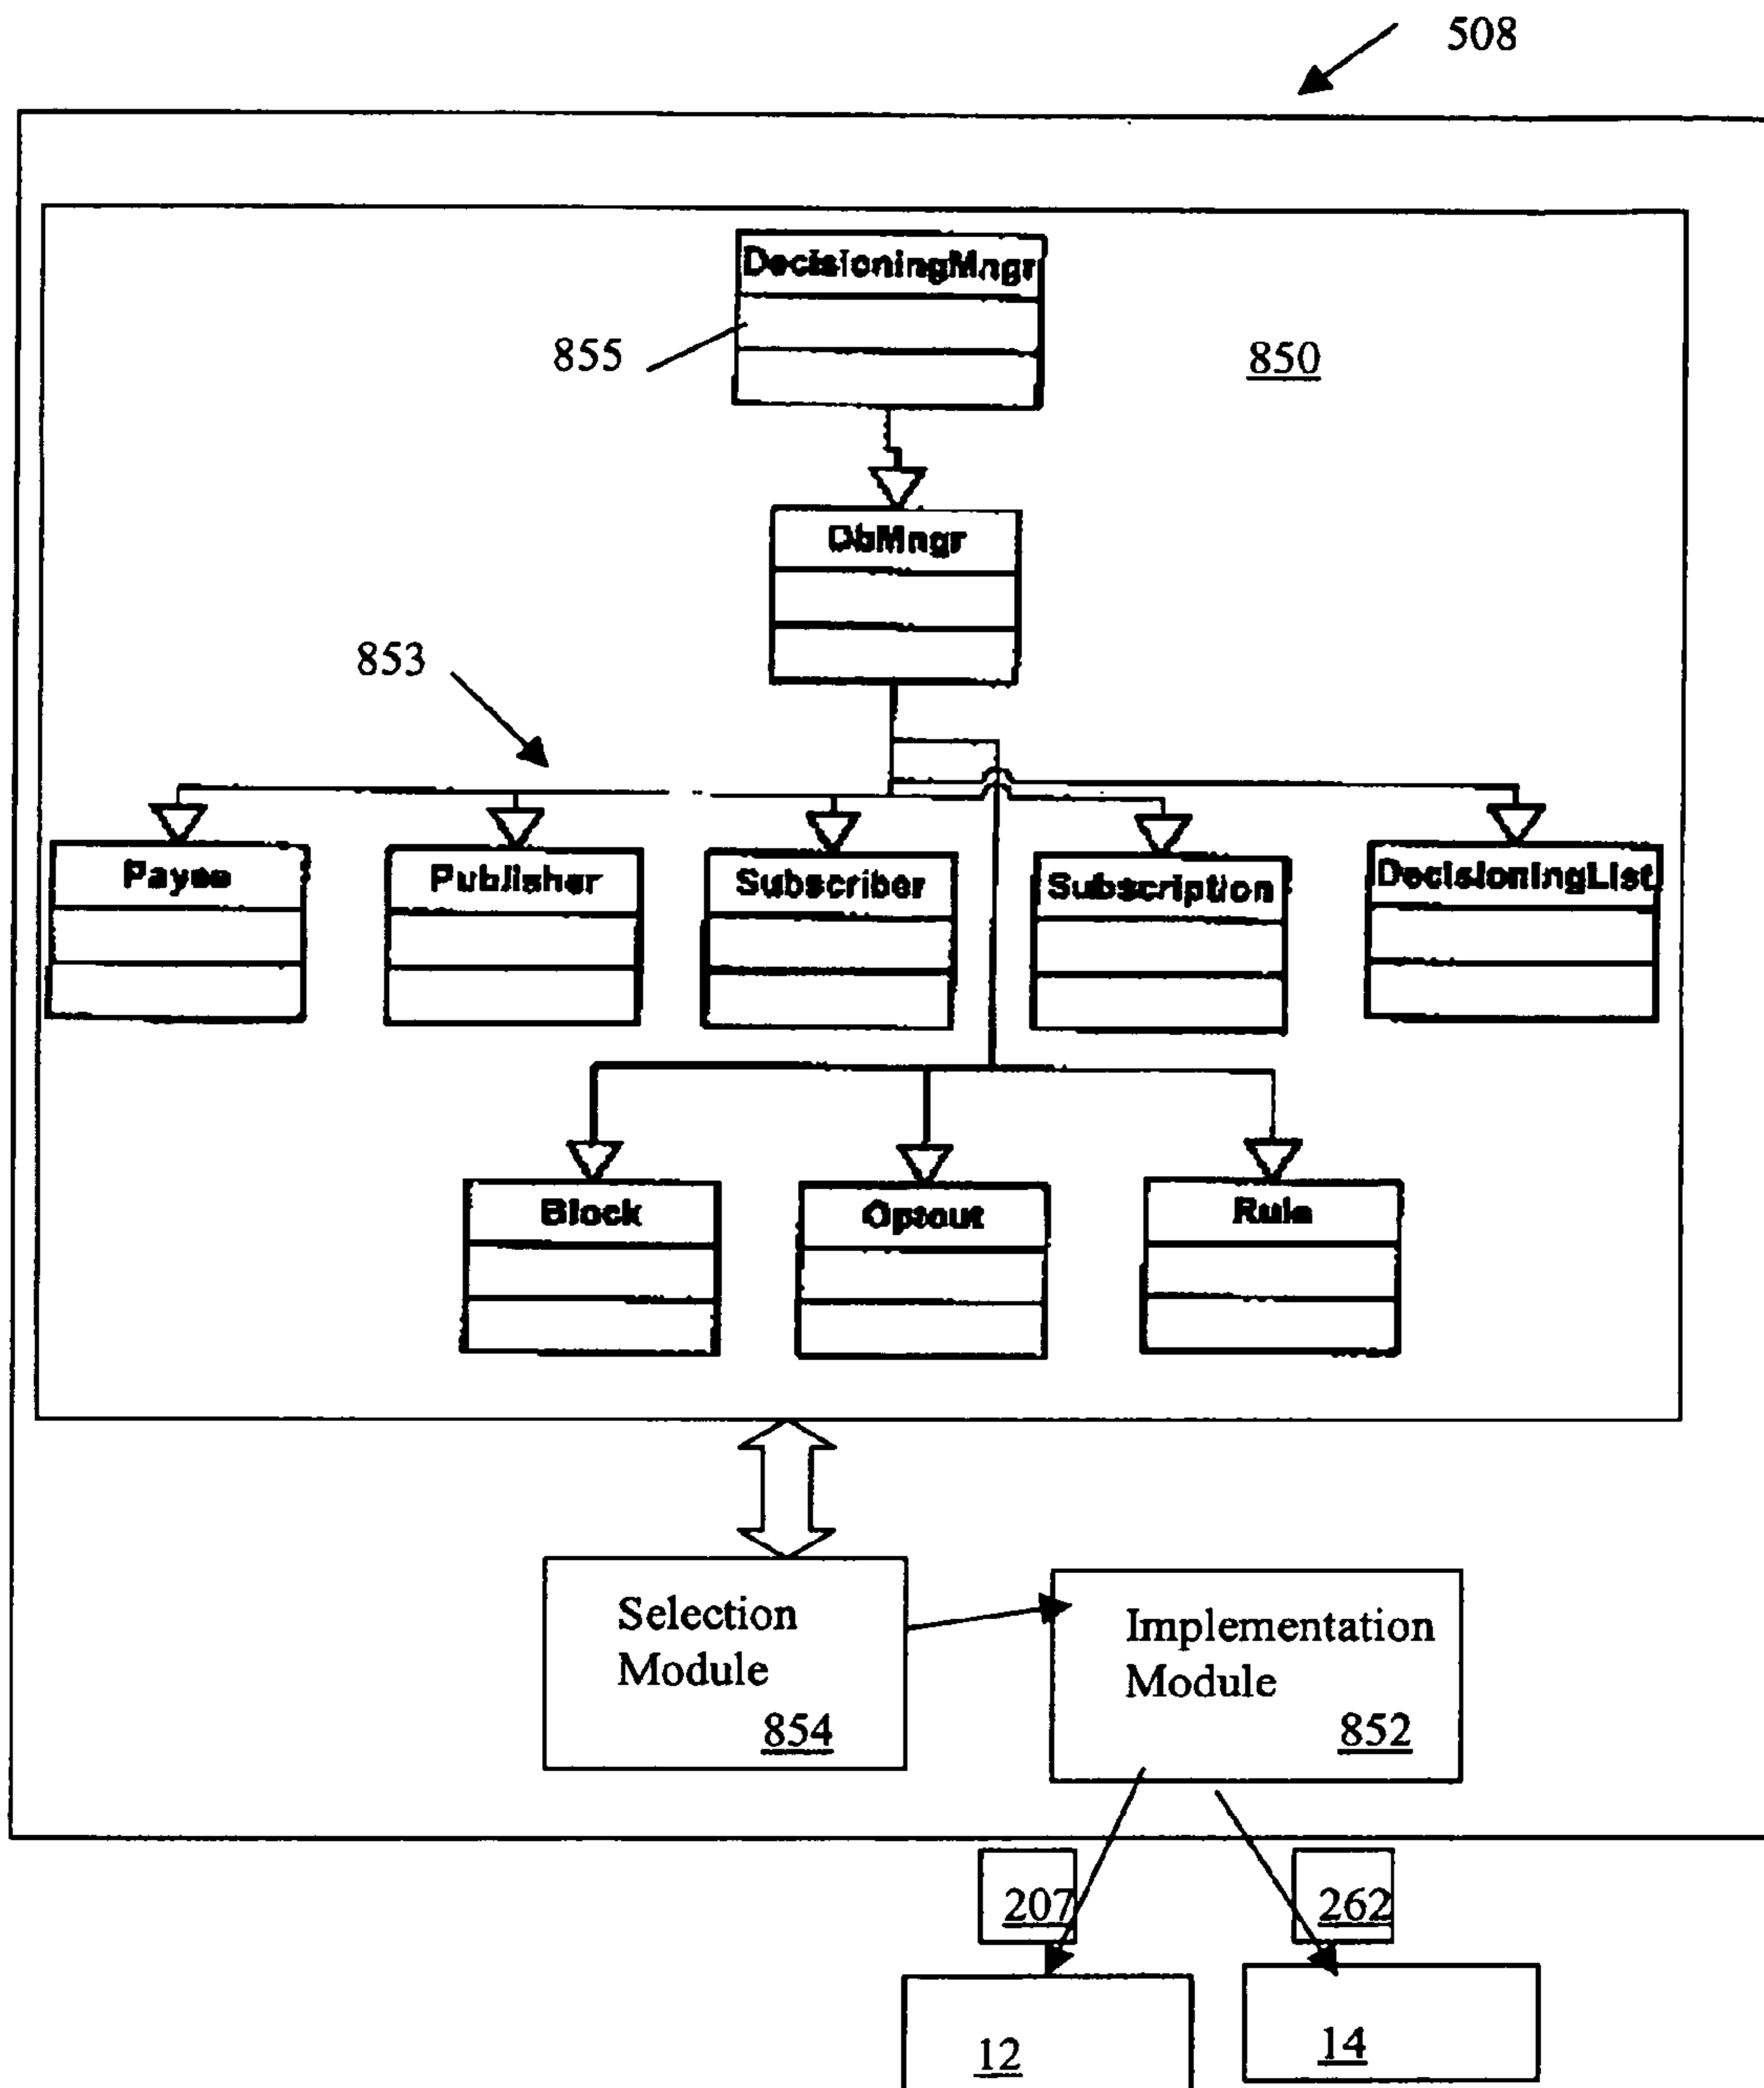 508
DecisioningMngr
855
850
DbMngr
853
Payee
Publisher
Subscriber
Subscription
DecisioningList
Block
Optout
Rule
Selection
Module
854
Implementation
Module
852
207
262
12
14